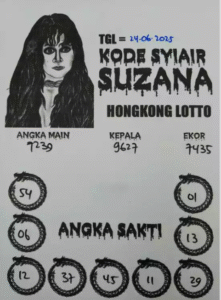 TGL = 24-06-2025
KODE SYIAIR
SUZANA
HONGKONG LOTTO
ANGKA MAIN KEPALA EKOR
7239 9627 7435
54 01
06 ANGKA SAKTI 13
12 37 45 11 29